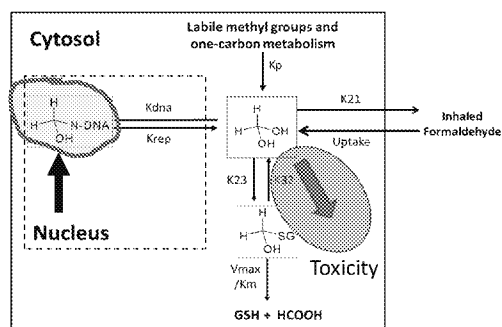 Cytosol
Labile methyl groups and
one-carbon metabolism
Kp
H
H
N-DNA
OH
Kdna
Krep
H
H
OH
OH
K21
Uptake
Inhaled
Formaldehyde
K23
K32
H
H
SG
OH
Nucleus
Toxicity
Vmax
/Km
GSH + HCOOH